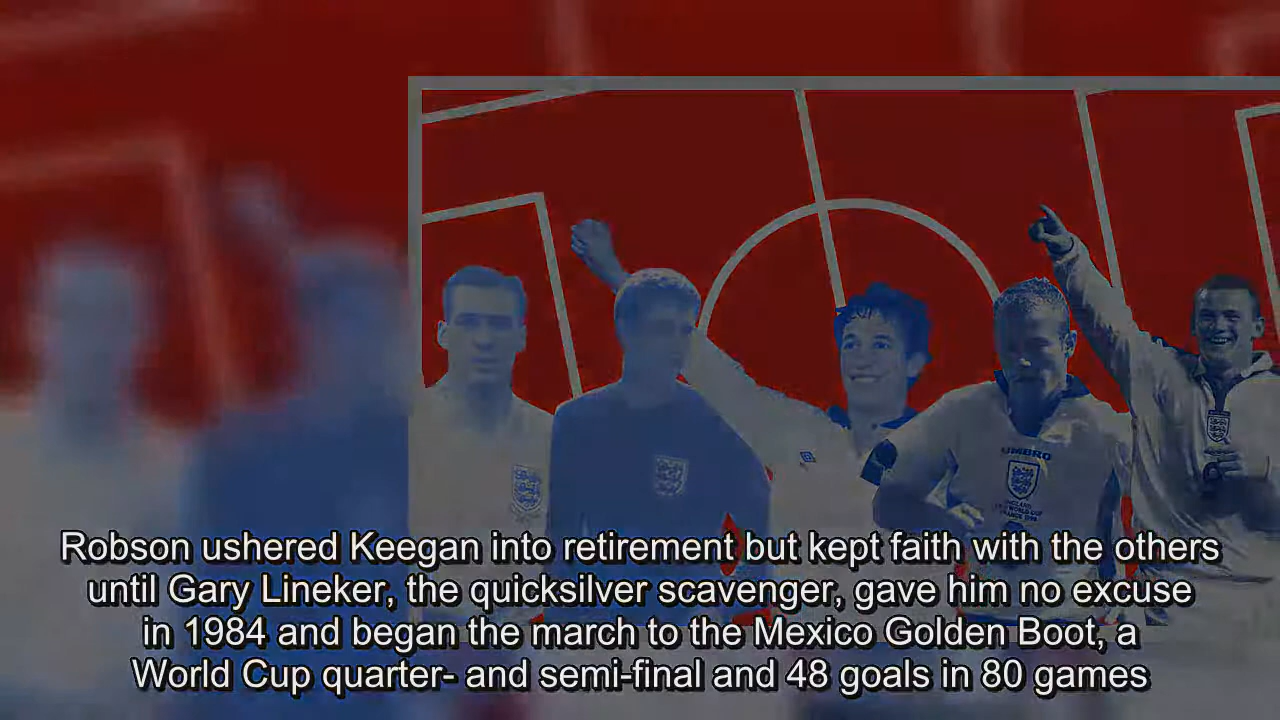 UMBRO
Robson ushered Keegan into retirement but kept faith with the others
until Gary Lineker, the quicksilver scavenger, gave him no excuse
in 1984 and began the march to the Mexico Golden Boot, a
World Cup quarter- and semi-final and 48 goals in 80 games